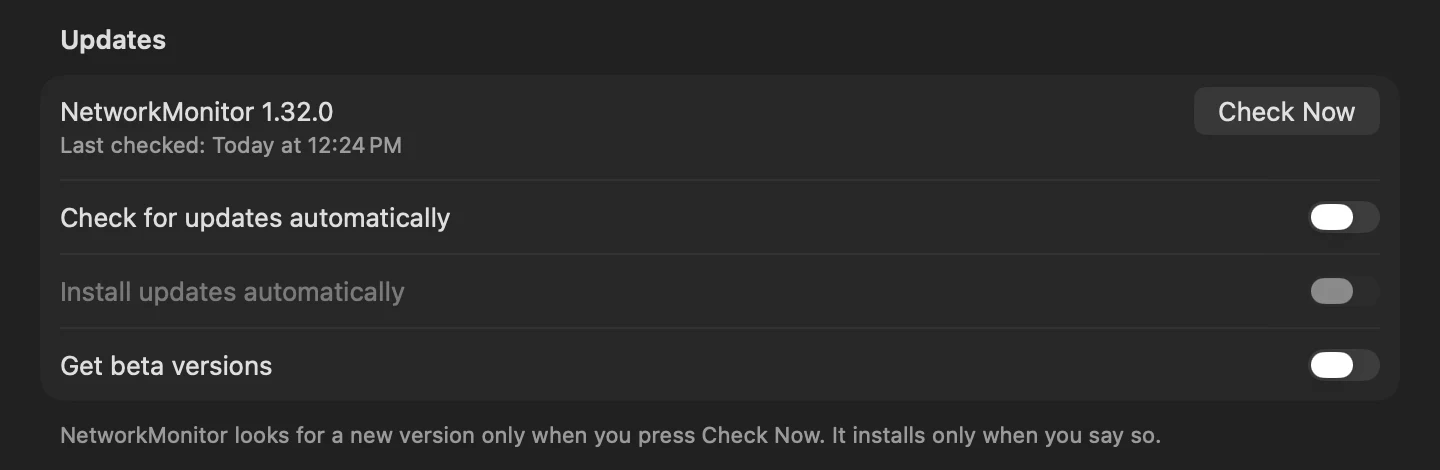 Updates
NetworkMonitor 1.32.0
Check Now
Last checked: Today at 12:24 PM
Check for updates automatically
Install updates automatically
Get beta versions
NetworkMonitor looks for a new version only when you press Check Now. It installs only when you say so.